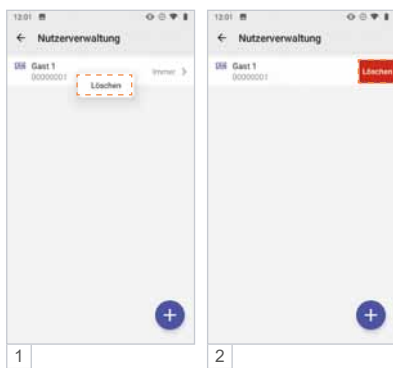 12:01
← Nutzerverwaltung
Gast 1
00000001
Immer >
Löschen
+
1
12:01
← Nutzerverwaltung
Gast 1
00000001
Löschen
+
2